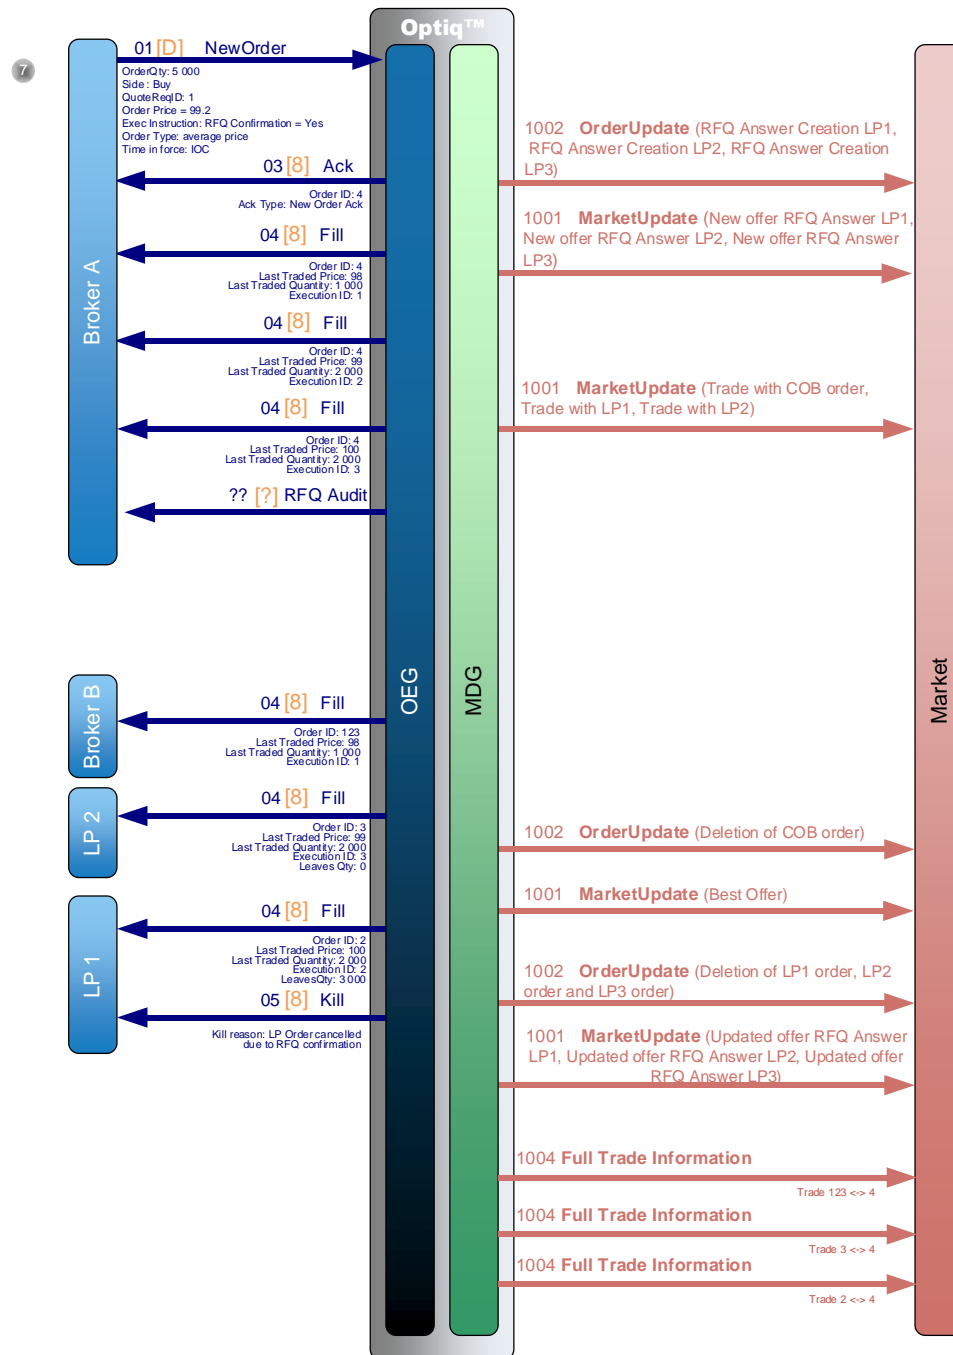 Optiq™
7
01 [D] NewOrder
OrderQty: 5 000
Side : Buy
QuoteReqID: 1
Order Price = 99.2
Exec Instruction: RFQ Confirmation = Yes
Order Type: average price
Time in force: IOC
03 [8] Ack
Order ID: 4
Ack Type: New Order Ack
04 [8] Fill
Order ID: 4
Last Traded Price: 98
Last Traded Quantity: 1 000
Execution ID: 1
04 [8] Fill
Order ID: 4
Last Traded Price: 99
Last Traded Quantity: 2 000
Execution ID: 2
04 [8] Fill
Order ID: 4
Last Traded Price: 100
Last Traded Quantity: 2 000
Execution ID: 3
?? [?] RFQ Audit
Broker A
Broker B
04 [8] Fill
Order ID: 123
Last Traded Price: 98
Last Traded Quantity: 1 000
Execution ID: 1
LP 2
04 [8] Fill
Order ID: 3
Last Traded Price: 99
Last Traded Quantity: 2 000
Execution ID: 3
Leaves Qty: 0
LP 1
04 [8] Fill
Order ID: 2
Last Traded Price: 100
Last Traded Quantity: 2 000
Execution ID: 2
LeavesQty: 3 000
05 [8] Kill
Kill reason: LP Order cancelled
due to RFQ confirmation
OEG
MDG
1002 OrderUpdate (RFQ Answer Creation LP1,
RFQ Answer Creation LP2, RFQ Answer Creation
LP3)
1001 MarketUpdate (New offer RFQ Answer LP1,
New offer RFQ Answer LP2, New offer RFQ Answer
LP3)
1001 MarketUpdate (Trade with COB order,
Trade with LP1, Trade with LP2)
1002 OrderUpdate (Deletion of COB order)
1001 MarketUpdate (Best Offer)
1002 OrderUpdate (Deletion of LP1 order, LP2
order and LP3 order)
1001 MarketUpdate (Updated offer RFQ Answer
LP1, Updated offer RFQ Answer LP2, Updated offer
RFQ Answer LP3)
1004 Full Trade Information
Trade 123 <-> 4
1004 Full Trade Information
Trade 3 <-> 4
1004 Full Trade Information
Trade 2 <-> 4
Market